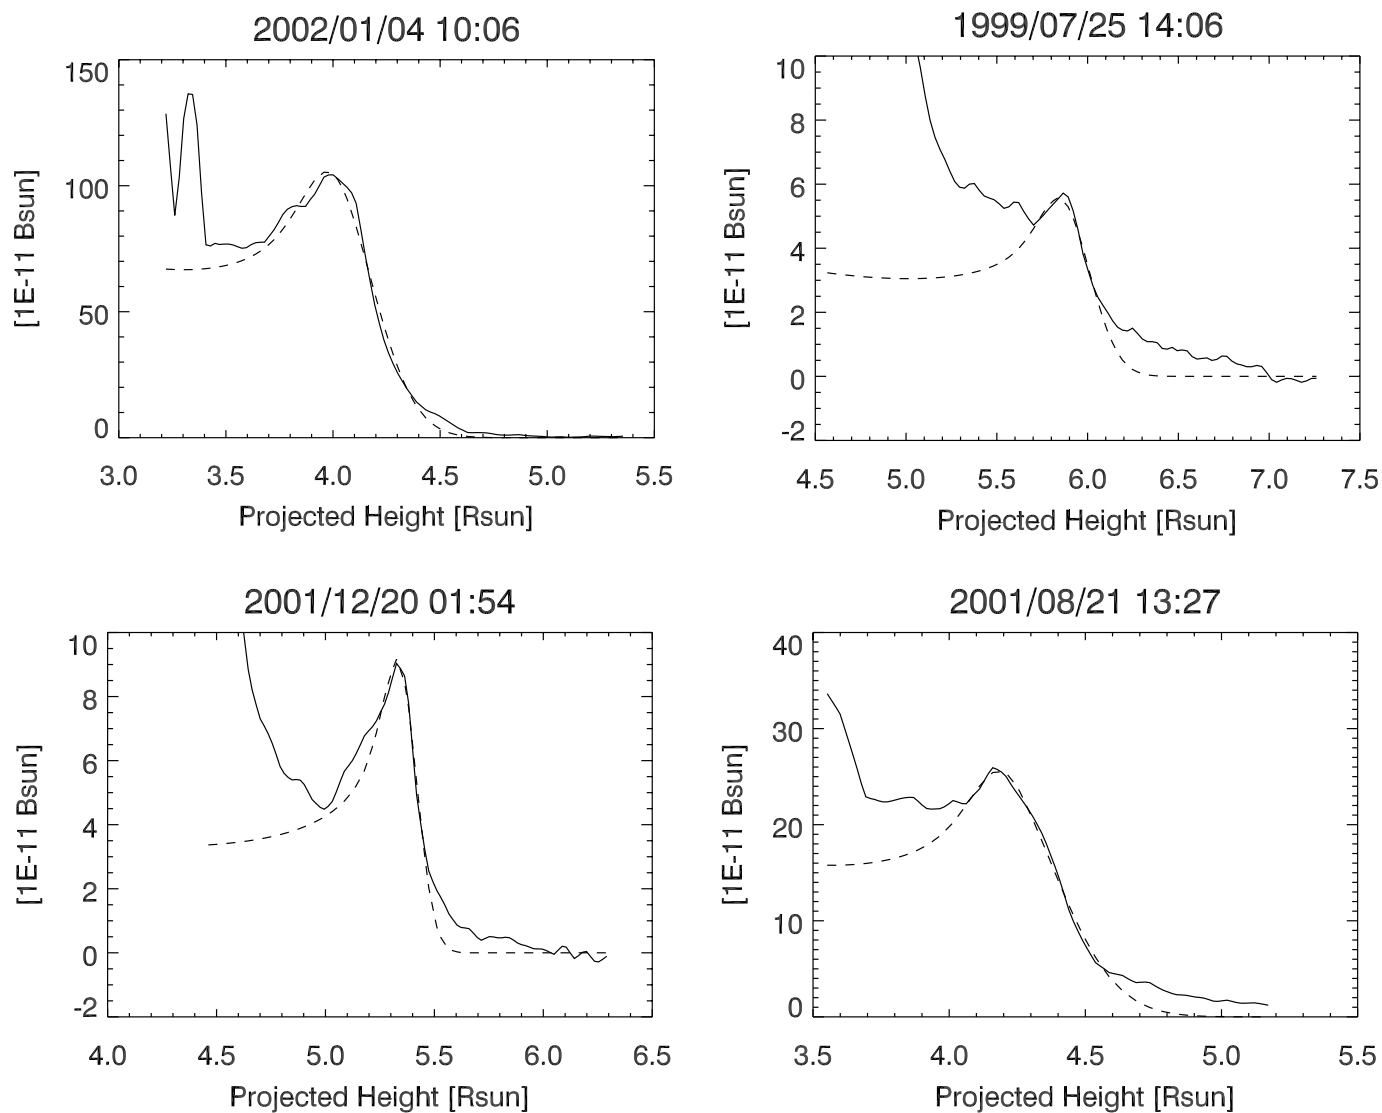 2002/01/04 10:06
150
100
50
0
[1E-11 Bsun]
3.0 3.5 4.0 4.5 5.0 5.5
Projected Height [Rsun]
1999/07/25 14:06
10
8
6
4
2
0
-2
[1E-11 Bsun]
4.5 5.0 5.5 6.0 6.5 7.0 7.5
Projected Height [Rsun]
2001/12/20 01:54
10
8
6
4
2
0
-2
[1E-11 Bsun]
4.0 4.5 5.0 5.5 6.0 6.5
Projected Height [Rsun]
2001/08/21 13:27
40
30
20
10
0
[1E-11 Bsun]
3.5 4.0 4.5 5.0 5.5
Projected Height [Rsun]